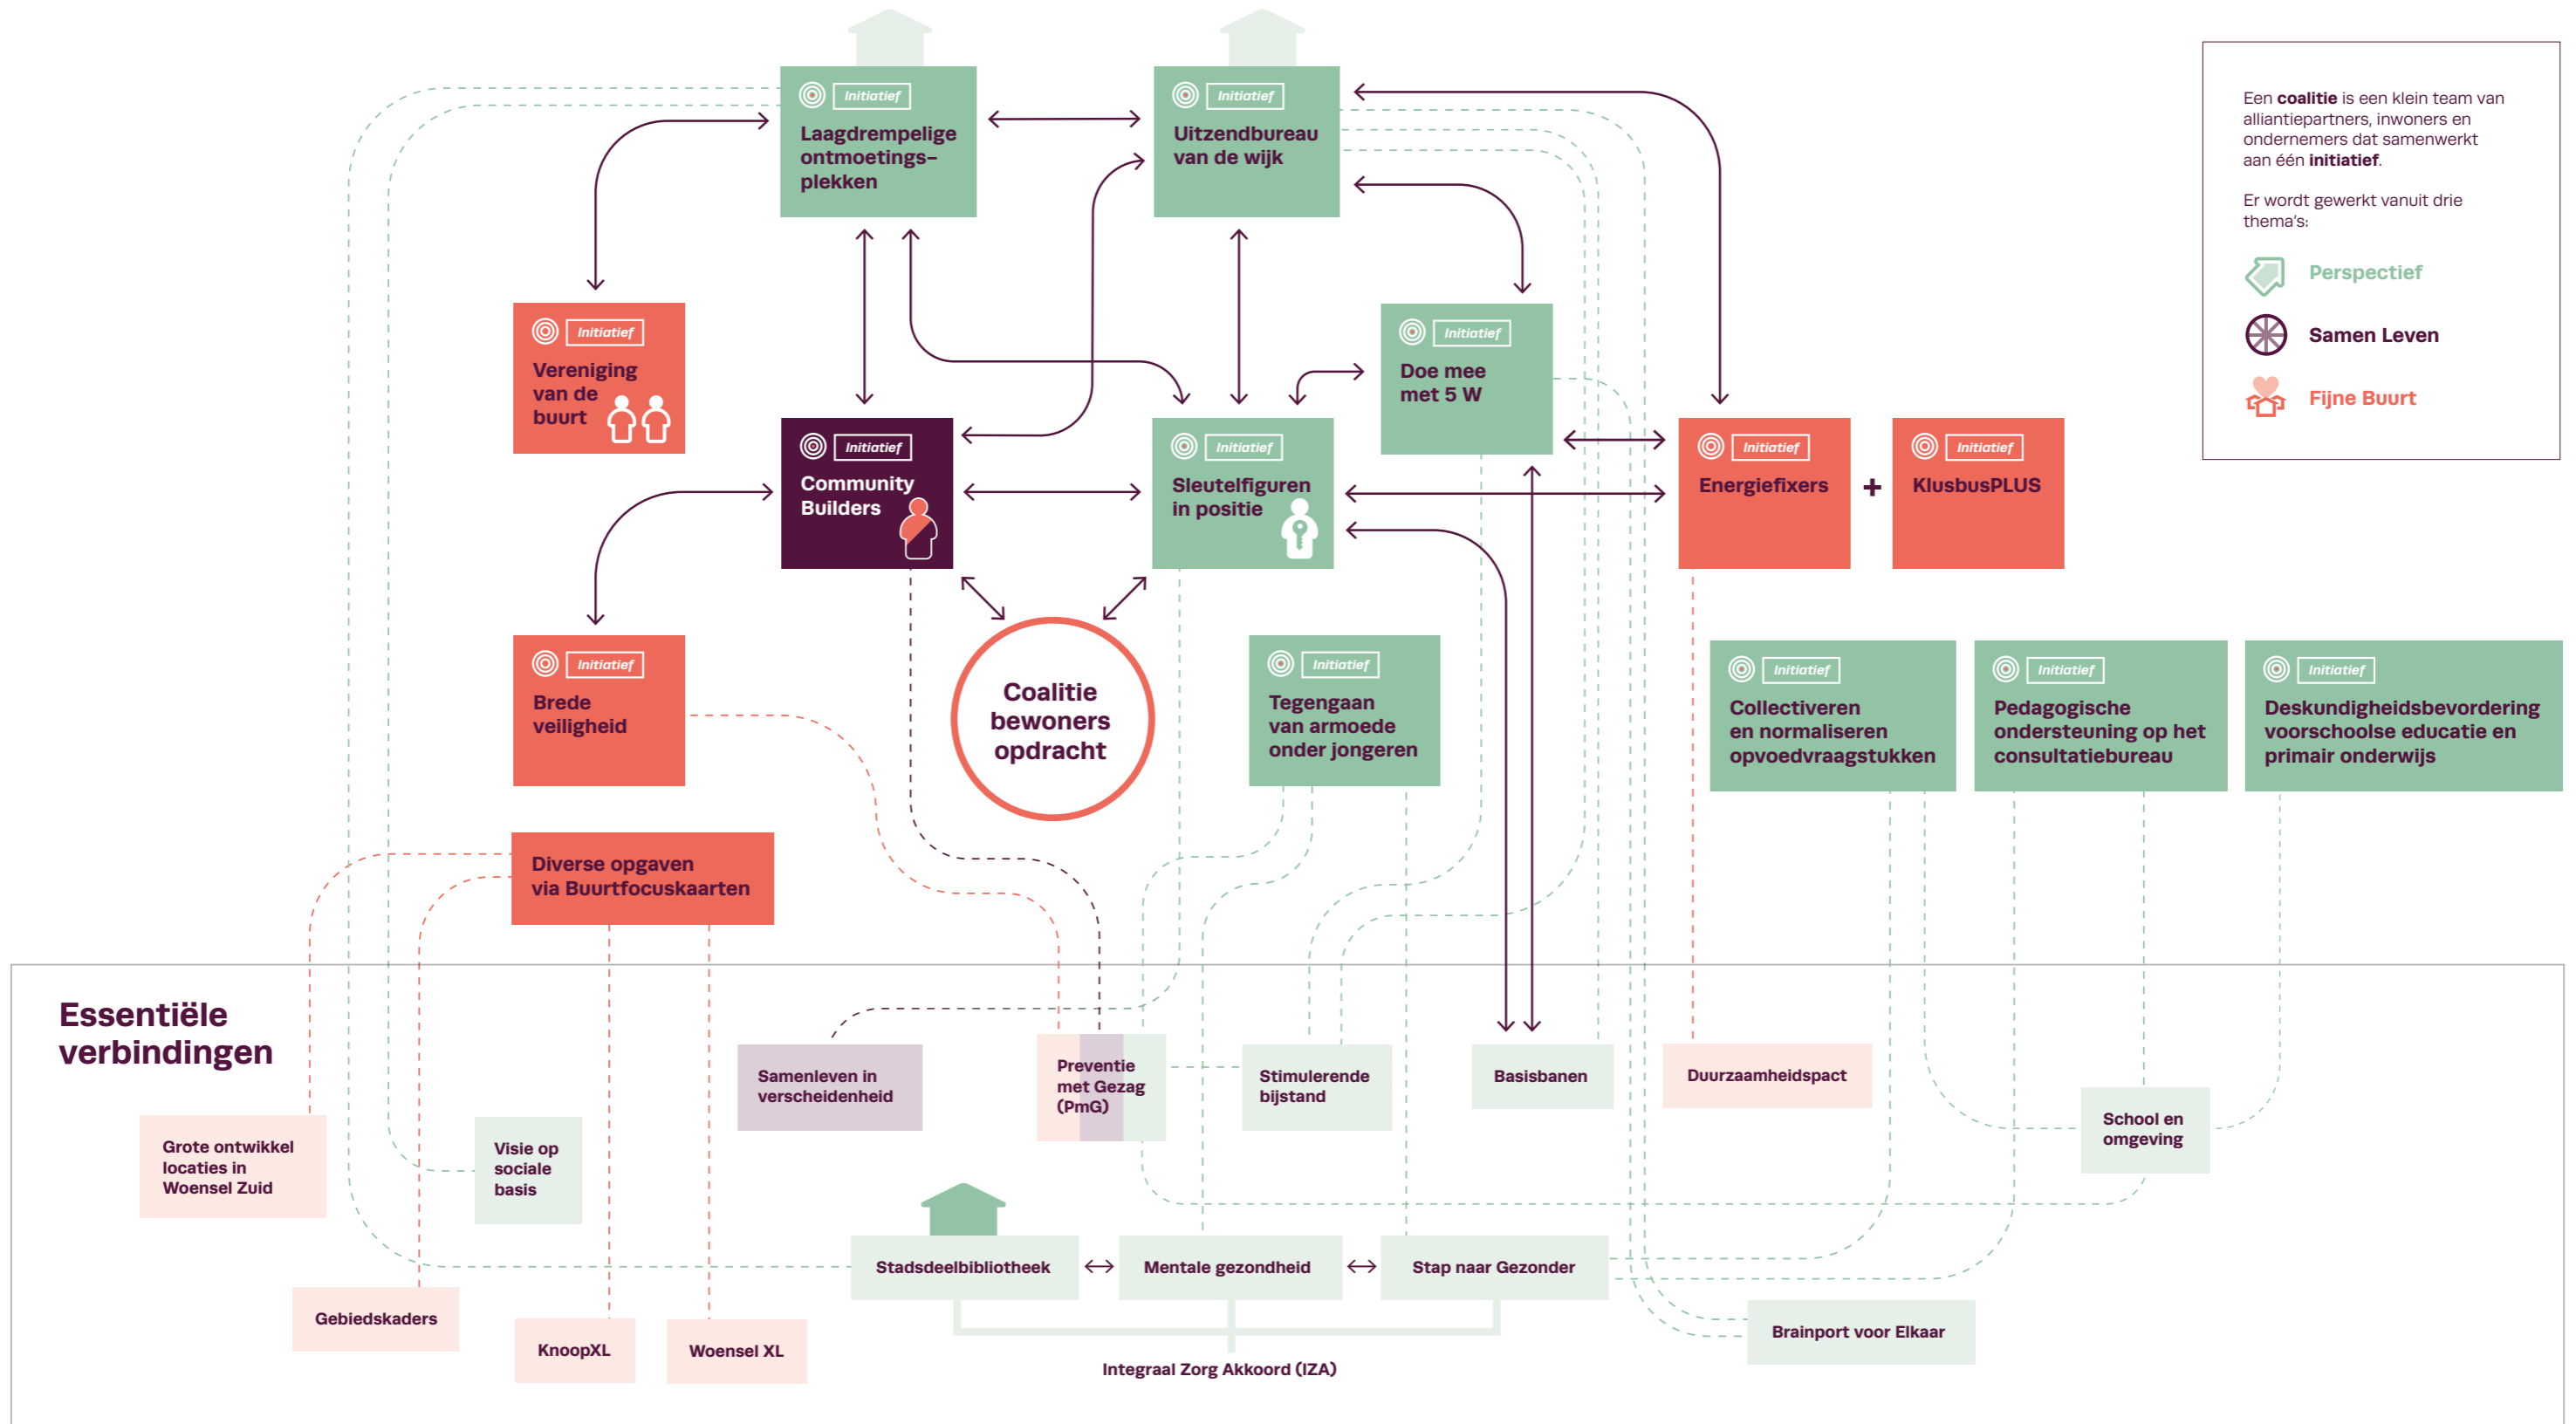 Initiatief
Laagdrempelige
ontmoetings-
plekken
Initiatief
Uitzendbureau
van de wijk
Een coalitie is een klein team van
alliantiepartners, inwoners en
ondernemers dat samenwerkt
aan één initiatief.
Er wordt gewerkt vanuit drie
thema's:
Perspectief
Samen Leven
Fijne Buurt
Initiatief
Vereniging
van de
buurt
Initiatief
Doe mee
met 5 W
Initiatief
Community
Builders
Initiatief
Sleutelfiguren
in positie
Initiatief
Energiefixers
+
Initiatief
KlusbusPLUS
Initiatief
Brede
veiligheid
Coalitie
bewoners
opdracht
Initiatief
Tegengaan
van armoede
onder jongeren
Initiatief
Collectiveren
en normaliseren
opvoedvraagstukken
Initiatief
Pedagogische
ondersteuning op het
consultatiebureau
Initiatief
Deskundigheidsbevordering
voorschoolse educatie en
primair onderwijs
Diverse opgaven
via Buurtfocuskaarten
Essentiële
verbindingen
Samenleven in
verscheidenheid
Preventie
met Gezag
(PmG)
Stimulerende
bijstand
Basisbanen
Duurzaamheidspact
School en
omgeving
Grote ontwikkel
locaties in
Woensel Zuid
Visie op
sociale
basis
Stadsdeelbibliotheek
Mentale gezondheid
Stap naar Gezonder
Gebiedskaders
KnoopXL
Woensel XL
Brainport voor Elkaar
Integraal Zorg Akkoord (IZA)